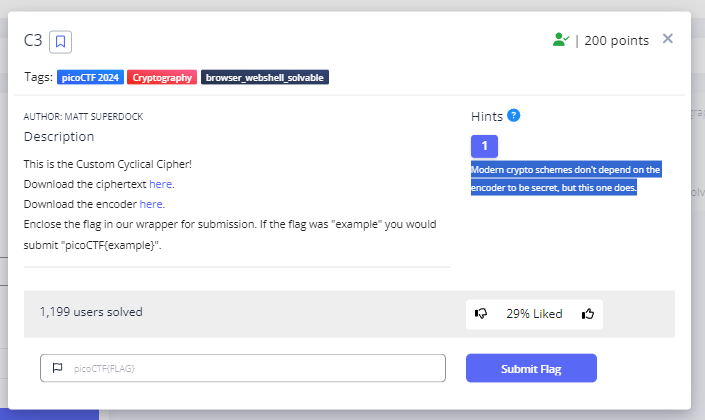 C3
| 200 points ×
Tags: picoCTF 2024 Cryptography browser_webshell_solvable
AUTHOR: MATT SUPERDOCK
Description
This is the Custom Cyclical Cipher!
Download the ciphertext here.
Download the encoder here.
Enclose the flag in our wrapper for submission. If the flag was "example" you would
submit "picoCTF{example}".
Hints ?
1
Modern crypto schemes don't depend on the
encoder to be secret, but this one does.
1,199 users solved
29% Liked
picoCTF{FLAG}
Submit Flag